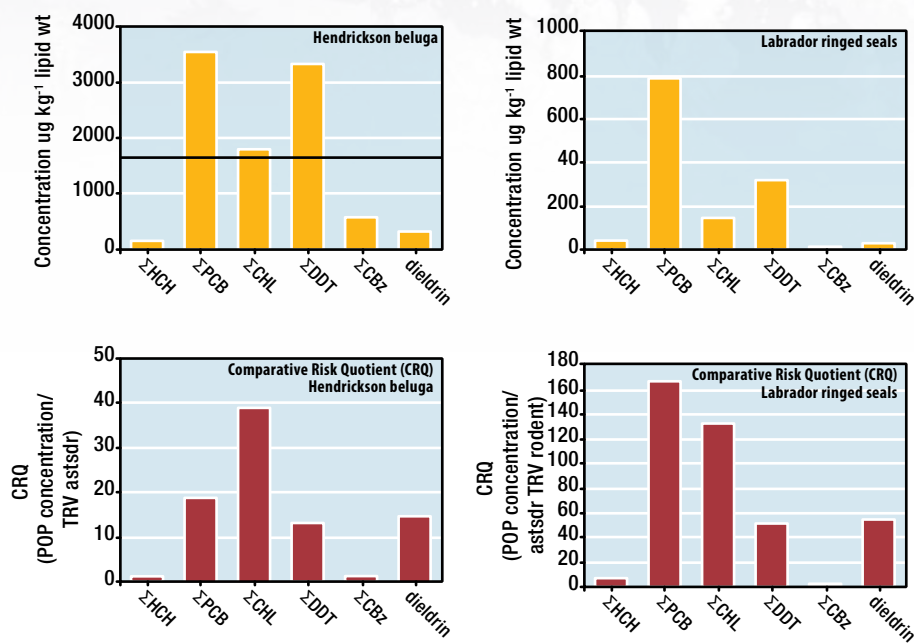 Hendrickson beluga
Concentration ug kg-1 lipid wt
4000
3000
2000
1000
0
ΣHCH
ΣPCB
ΣCHL
ΣDDT
ΣCBz
dieldrin
Labrador ringed seals
Concentration ug kg-1 lipid wt
1000
800
600
40
200
0
ΣHCH
ΣPCB
ΣCHL
ΣDDT
ΣCBz
dieldrin
Comparative Risk Quotient (CRQ)
Hendrickson beluga
CRQ
(POP concentration/
TRV astsdr)
50
40
30
20
10
0
ΣHCH
ΣPCB
ΣCHL
ΣDDT
ΣCBz
dieldrin
Comparative Risk Quotient (CRQ)
Labrador ringed seals
CRQ
(POP concentration/
astsdr TRV rodent)
160
140
120
100
80
60
40
20
0
ΣHCH
ΣPCB
ΣCHL
ΣDDT
ΣCBz
dieldrin